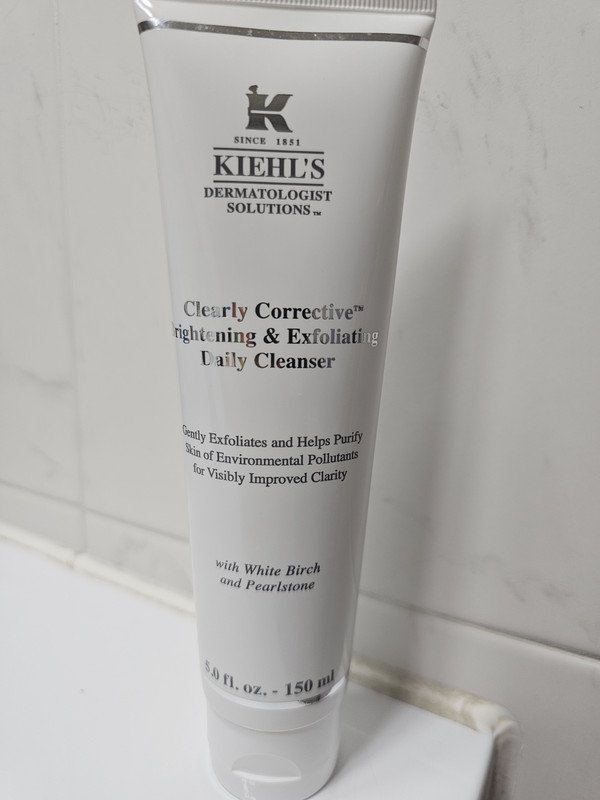 K
SINCE 1851
KIEHL'S
DERMATOLOGIST
SOLUTIONS™
Clearly Corrective™
Brightening & Exfoliating
Daily Cleanser
Gently Exfoliates and Helps Purify
Skin of Environmental Pollutants
for Visibly Improved Clarity
with White Birch
and Pearlstone
5.0 fl. oz. - 150 ml